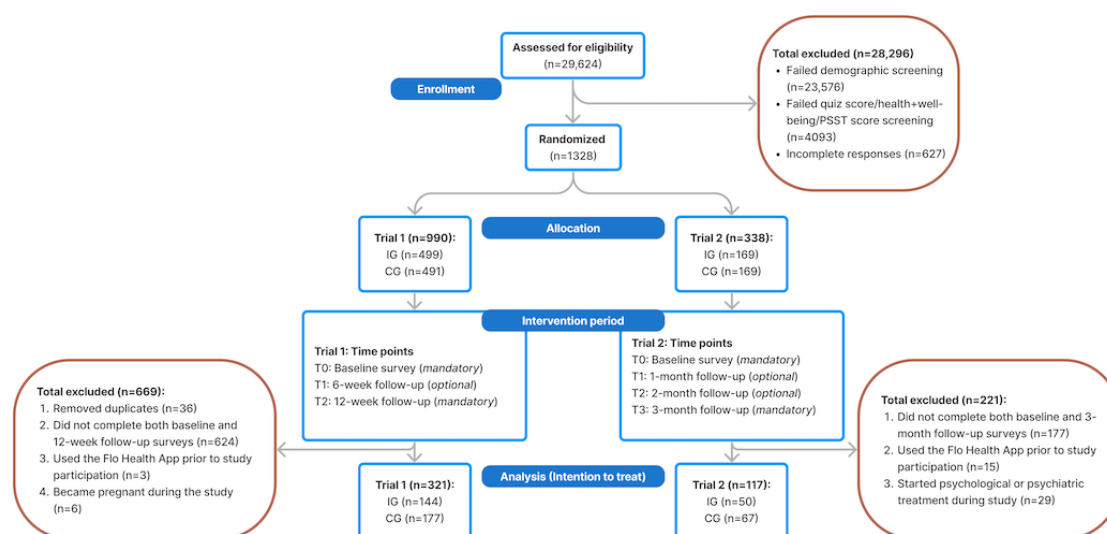 Assessed for eligibility
(n=29,624)
Enrollment
Total excluded (n=28,296)
• Failed demographic screening
(n=23,576)
• Failed quiz score/health+well-
being/PSST score screening
(n=4093)
• Incomplete responses (n=627)
Randomized
(n=1328)
Allocation
Trial 1 (n=990):
IG (n=499)
CG (n=491)
Trial 2 (n=338):
IG (n=169)
CG (n=169)
Intervention period
Trial 1: Time points
T0: Baseline survey (mandatory)
T1: 6-week follow-up (optional)
T2: 12-week follow-up (mandatory)
Trial 2: Time points
T0: Baseline survey (mandatory)
T1: 1-month follow-up (optional)
T2: 2-month follow-up (optional)
T3: 3-month follow-up (mandatory)
Total excluded (n=669):
1. Removed duplicates (n=36)
2. Did not complete both baseline and
12-week follow-up surveys (n=624)
3. Used the Flo Health App prior to study
participation (n=3)
4. Became pregnant during the study
(n=6)
Total excluded (n=221):
1. Did not complete both baseline and 3-
month follow-up surveys (n=177)
2. Used the Flo Health App prior to study
participation (n=15)
3. Started psychological or psychiatric
treatment during study (n=29)
Analysis (Intention to treat)
Trial 1 (n=321):
IG (n=144)
CG (n=177)
Trial 2 (n=117):
IG (n=50)
CG (n=67)